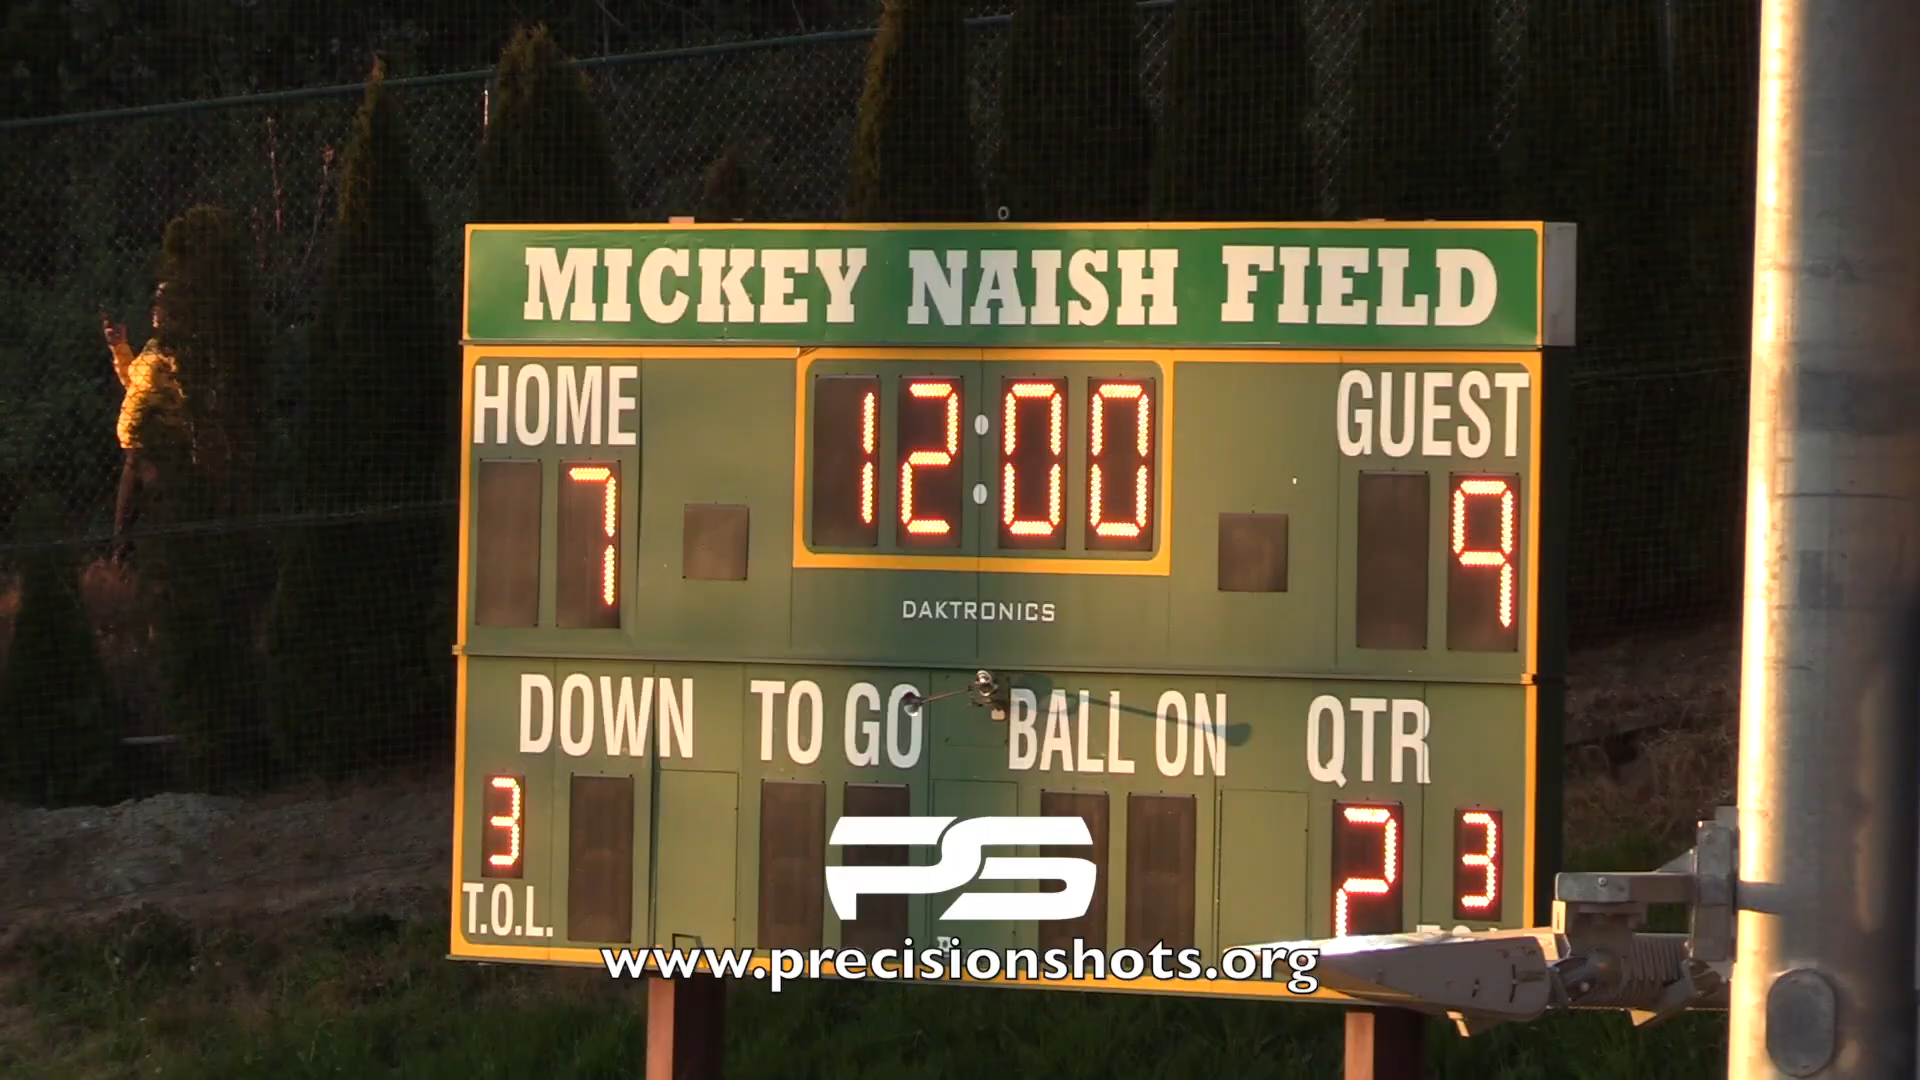 MICKEY NAISH FIELD
HOME 12:00 GUEST
7 9
DAKTRONICS
DOWN TO GO BALL ON QTR
3 2 3
T.O.L.
PS
www.precisionshots.org